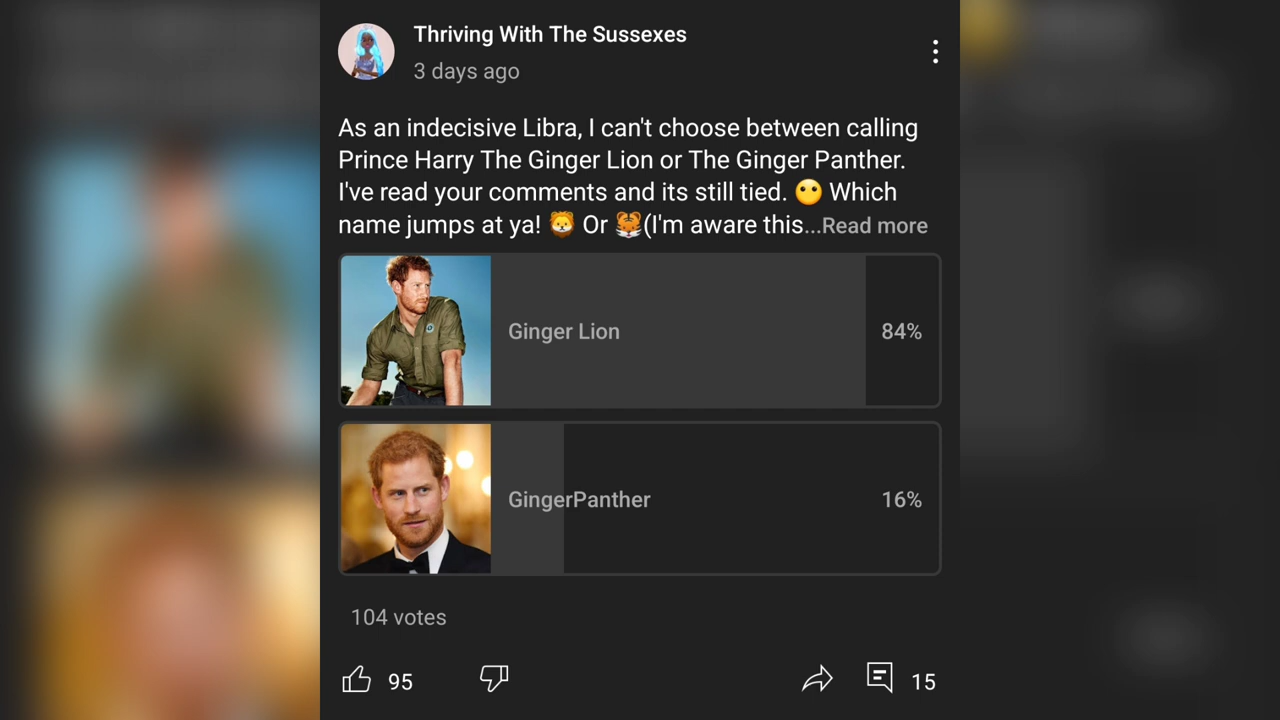 Thriving With The Sussexes
3 days ago
As an indecisive Libra, I can't choose between calling
Prince Harry The Ginger Lion or The Ginger Panther.
I've read your comments and its still tied. 😶 Which
name jumps at ya! 🦁 Or 🐯(I'm aware this...Read more
Ginger Lion 84%
GingerPanther 16%
104 votes
95 15